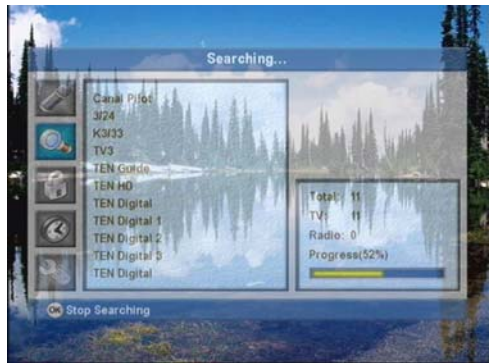 Searching...
Canal Pilot
3/24
K3/33
TV3
TEN Guide
TEN HD
TEN Digital
TEN Digital 1
TEN Digital 2
TEN Digital 3
TEN Digital
Total: 11
TV: 11
Radio: 0
Progress(52%)
OK Stop Searching